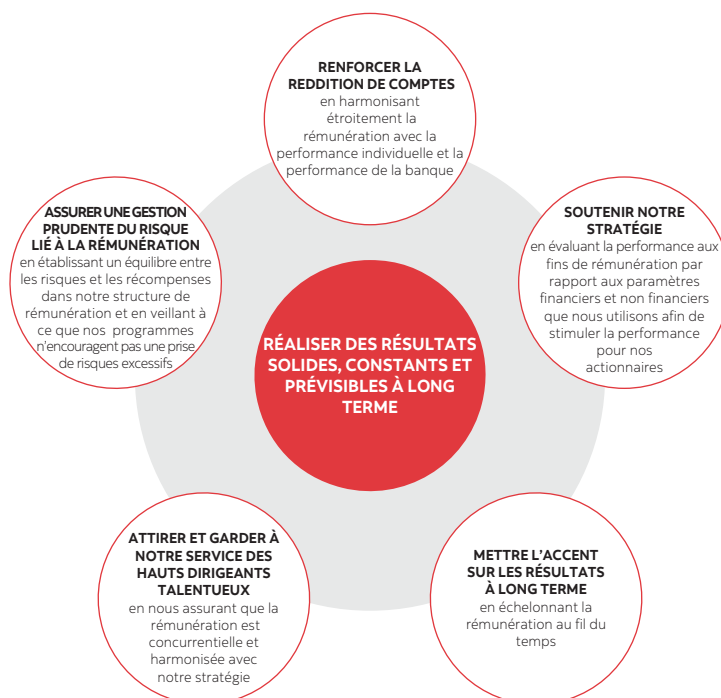 RENFORCER LA
REDDITION DE COMPTES
en harmonisant
étroitement la
rémunération avec la
performance individuelle et la
performance de la banque
ASSURER UNE GESTION
PRUDENTE DU RISQUE
LIÉ À LA RÉMUNÉRATION
en établissant un équilibre entre
les risques et les récompenses
dans notre structure de
rémunération et en veillant à
ce que nos programmes
n'encouragent pas une prise
de risques excessifs
SOUTENIR NOTRE
STRATÉGIE
en évaluant la performance aux
fins de rémunération par
rapport aux paramètres
financiers et non financiers
que nous utilisons afin de
stimuler la performance
pour nos
actionnaires
RÉALISER DES RÉSULTATS
SOLIDES, CONSTANTS ET
PRÉVISIBLES À LONG
TERME
ATTIRER ET GARDER À
NOTRE SERVICE DES
HAUTS DIRIGEANTS
TALENTUEUX
en nous assurant que la
rémunération est
concurrentielle et
harmonisée avec
notre stratégie
METTRE L'ACCENT
SUR LES RÉSULTATS
À LONG TERME
en échelonnant la
rémunération au fil du
temps